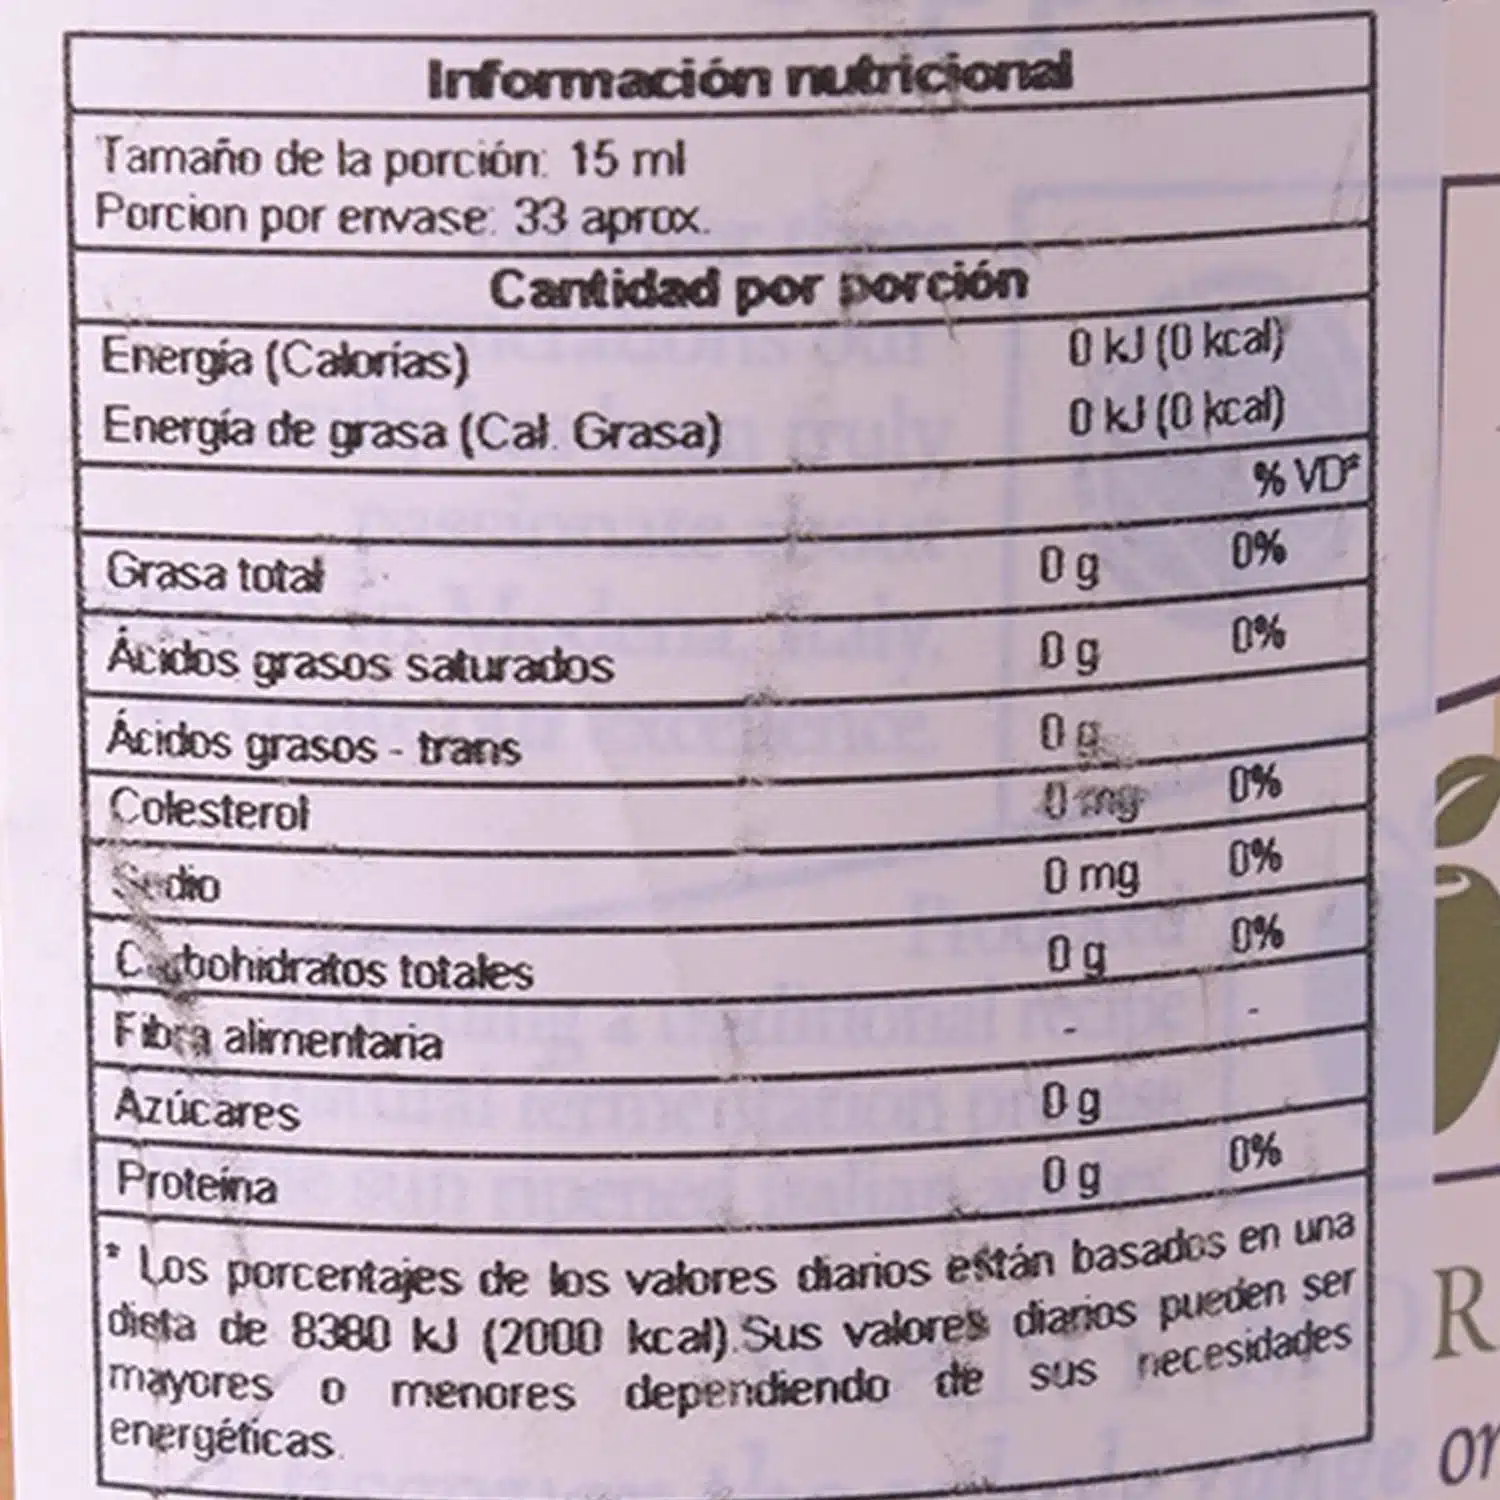 Información nutricional
Tamaño de la porción: 15 ml
Porcion por envase: 33 aprox.
Cantidad por porción
Energía (Calorías) 0 kJ (0 kcal)
Energía de grasa (Cal. Grasa) 0 kJ (0 kcal)
% VD*
Grasa total 0 g 0%
Ácidos grasos saturados 0 g 0%
Ácidos grasos - trans 0 g
Colesterol 0 mg 0%
Sodio 0 mg 0%
Carbohidratos totales 0 g 0%
Fibra alimentaria - -
Azúcares 0 g
Proteína 0 g 0%
* Los porcentajes de los valores diarios están basados en una
dieta de 8380 kJ (2000 kcal).Sus valores diarios pueden ser
mayores o menores dependiendo de sus necesidades
energéticas.
R
or